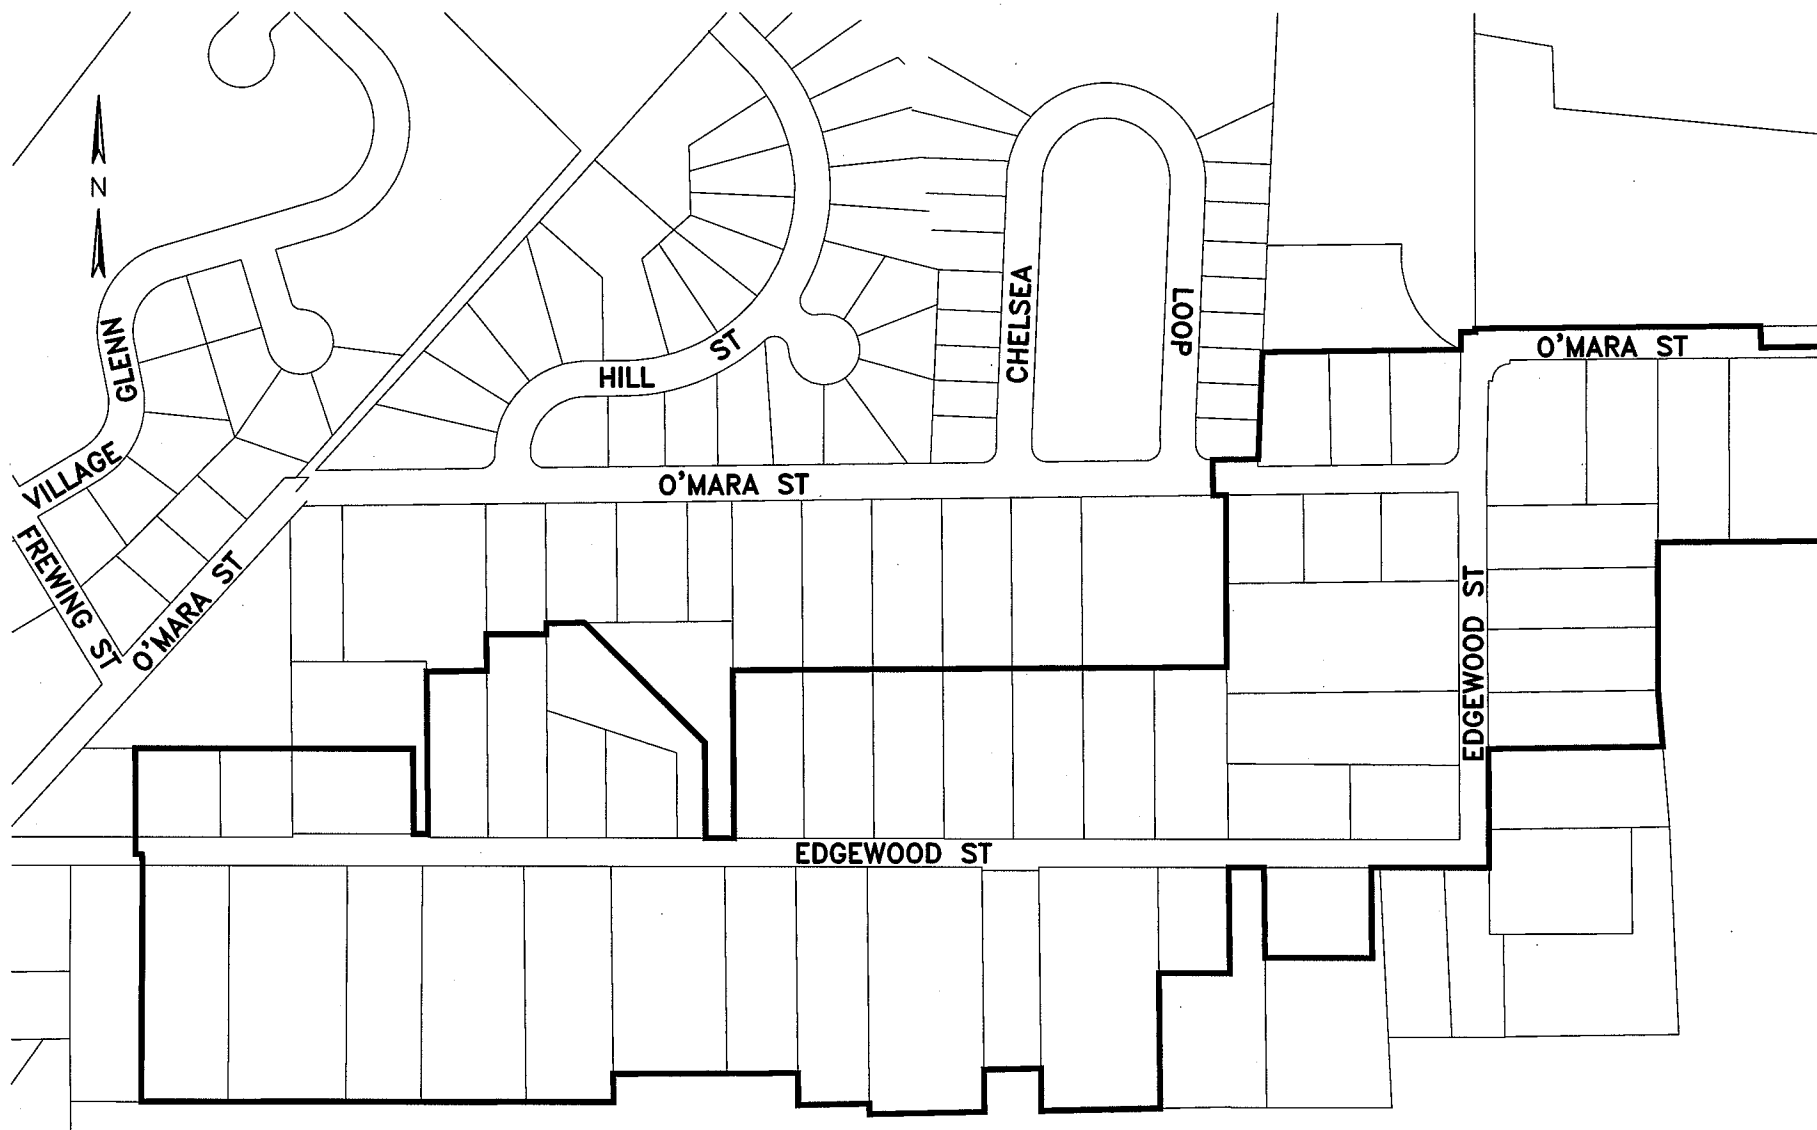 N
GLENN
VILLAGE
FREWING ST
O'MARA ST
HILL
ST
CHELSEA
LOOP
O'MARA ST
O'MARA ST
EDGEWOOD ST
EDGEWOOD ST